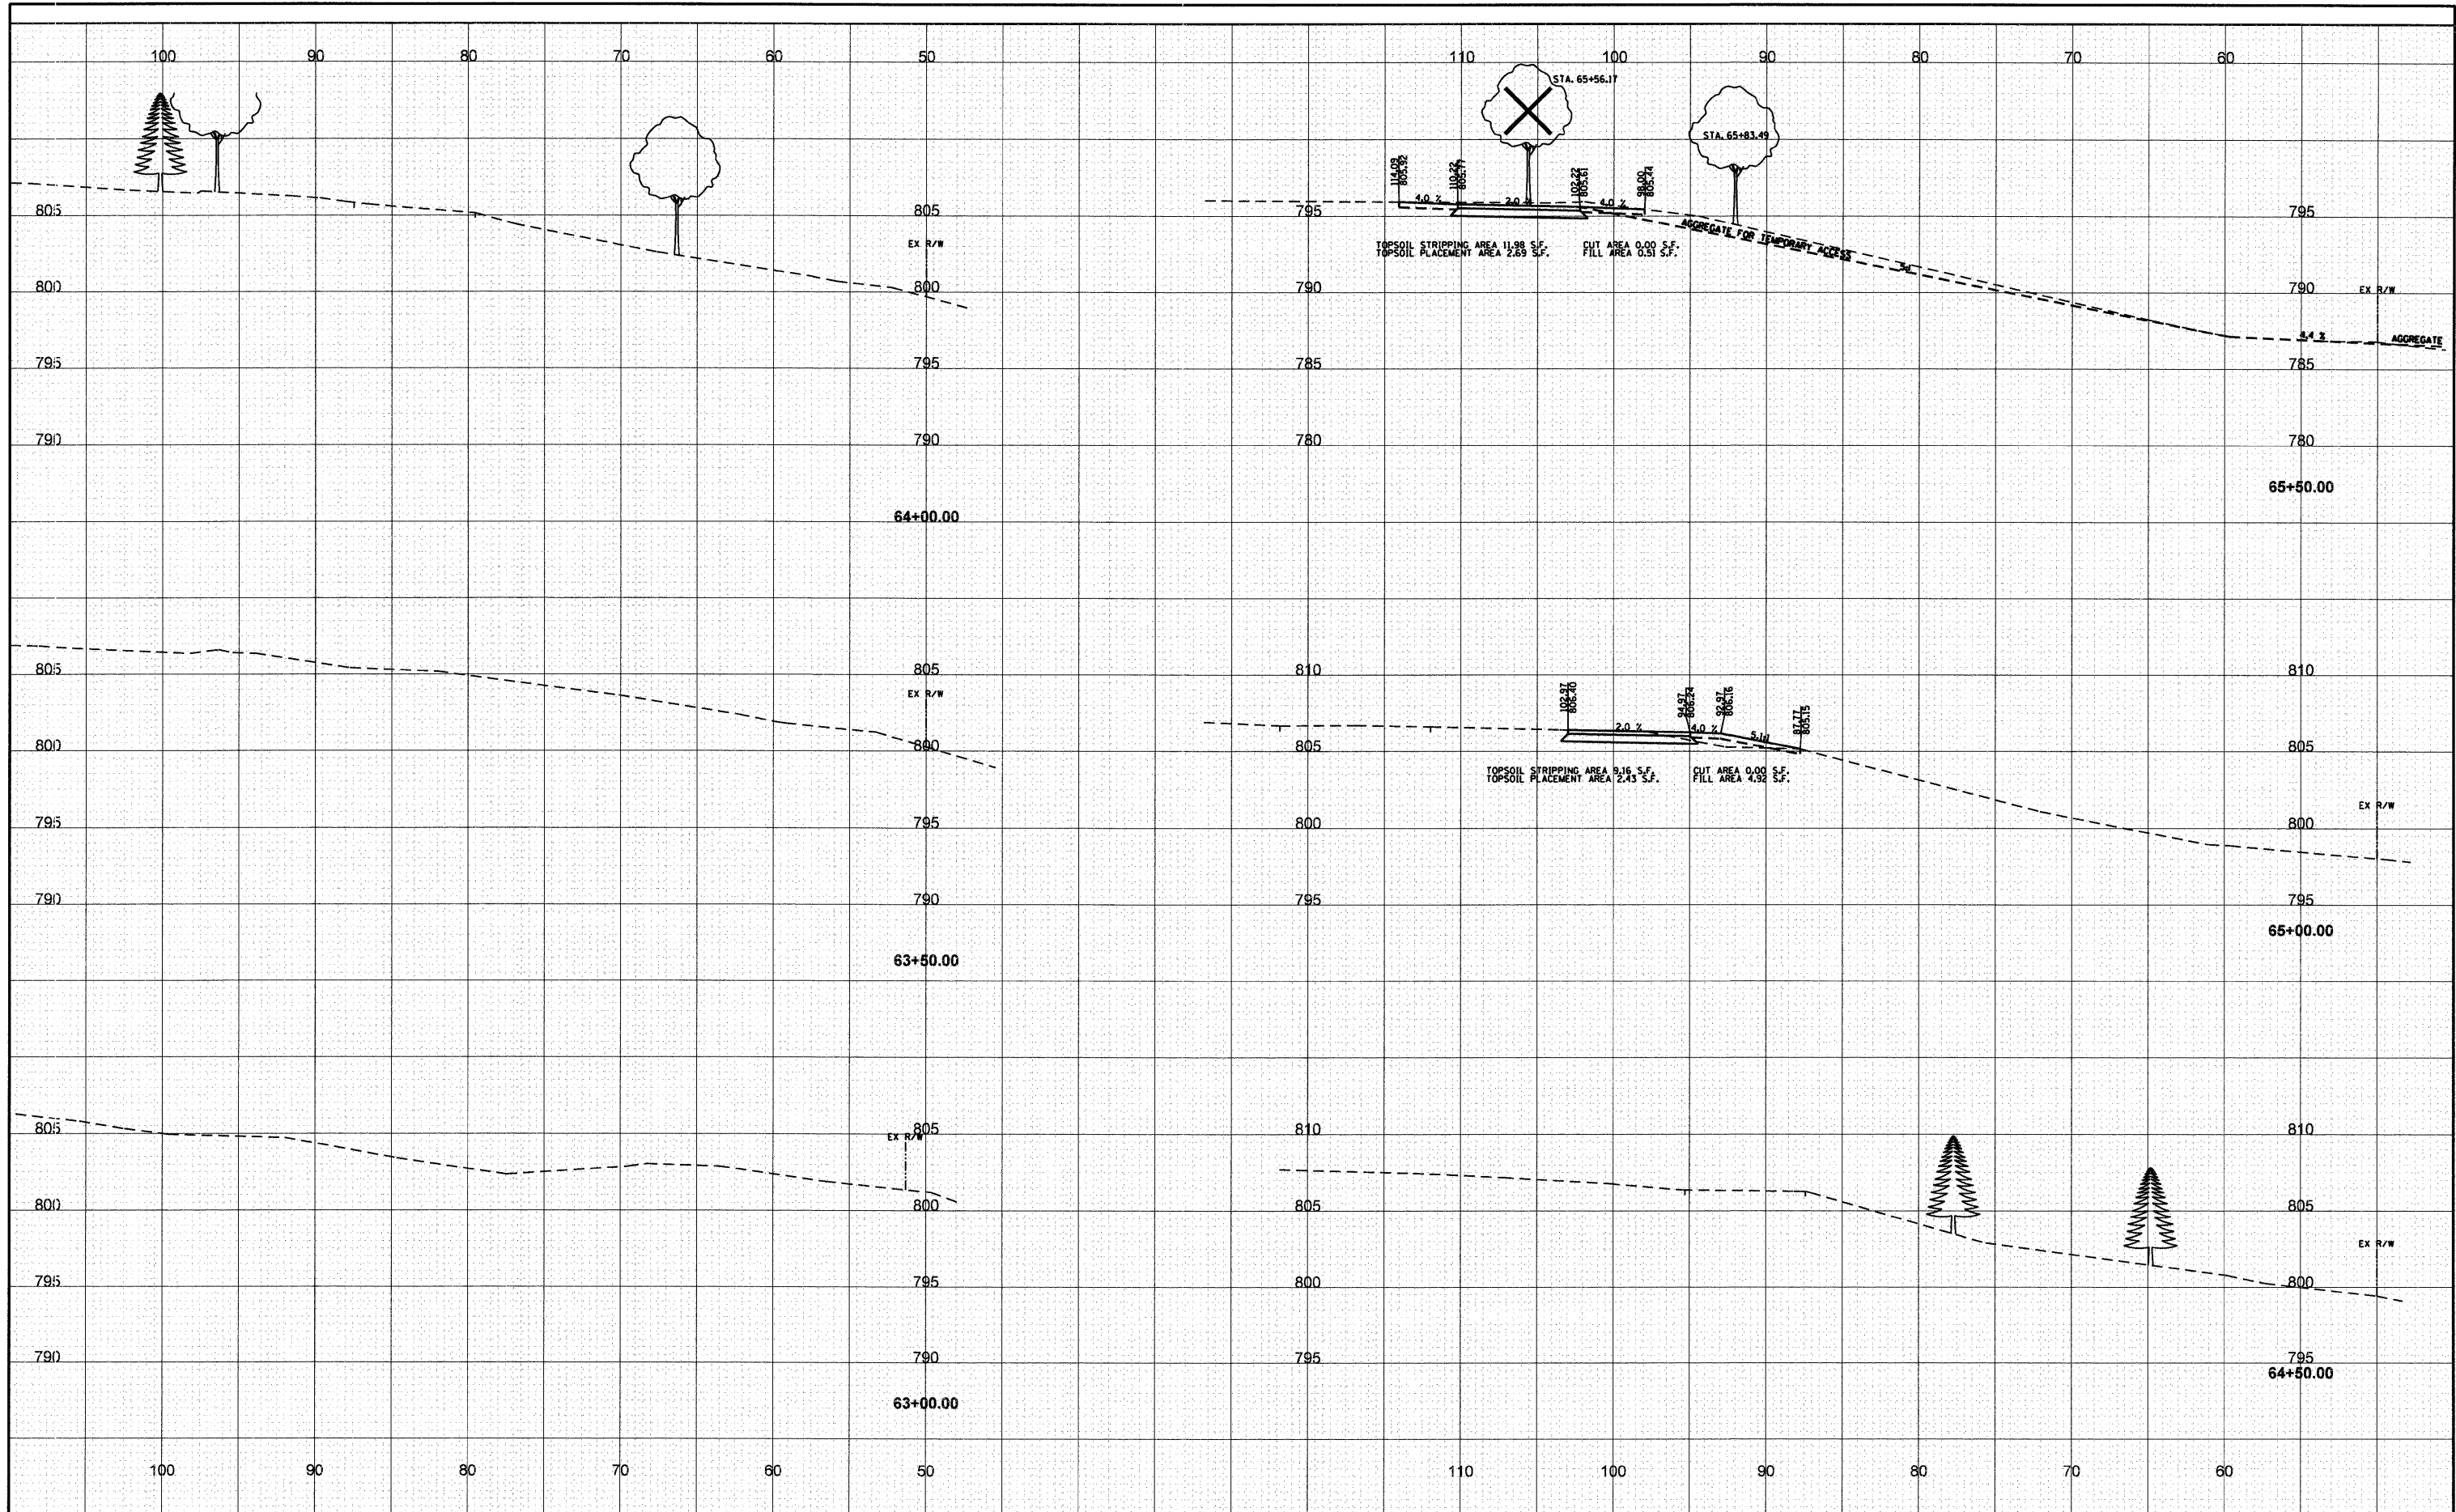 100 90 80 70 60 50 110 100 90 80 70 60
STA. 65+56.17
STA. 65+83.49
114.09
805.92
110.22
805.77
102.22
805.61
98.00
805.44
4.0 % 2.0 % 4.0 %
805 805 795 795
AGGREGATE FOR TEMPORARY ACCESS
EX R/W
TOPSOIL STRIPPING AREA 11.98 S.F. CUT AREA 0.00 S.F.
TOPSOIL PLACEMENT AREA 2.69 S.F. FILL AREA 0.51 S.F.
5:1
800 800 790 790
EX R/W
4.4 % AGGREGATE
795 795 785 785
790 790 780 780
65+50.00
64+00.00
805 805 810 810
EX R/W
102.97
806.40
94.97
806.24
92.97
806.16
87.77
805.15
2.0 % 4.0 % 5.1:1
800 800 805 805
TOPSOIL STRIPPING AREA 9.16 S.F. CUT AREA 0.00 S.F.
TOPSOIL PLACEMENT AREA 2.43 S.F. FILL AREA 4.92 S.F.
EX R/W
795 795 800 800
790 790 795 795
65+00.00
63+50.00
805 805 810 810
EX R/W
800 800 805 805
EX R/W
795 795 800 800
790 790 795 795
64+50.00
63+00.00
100 90 80 70 60 50 110 100 90 80 70 60